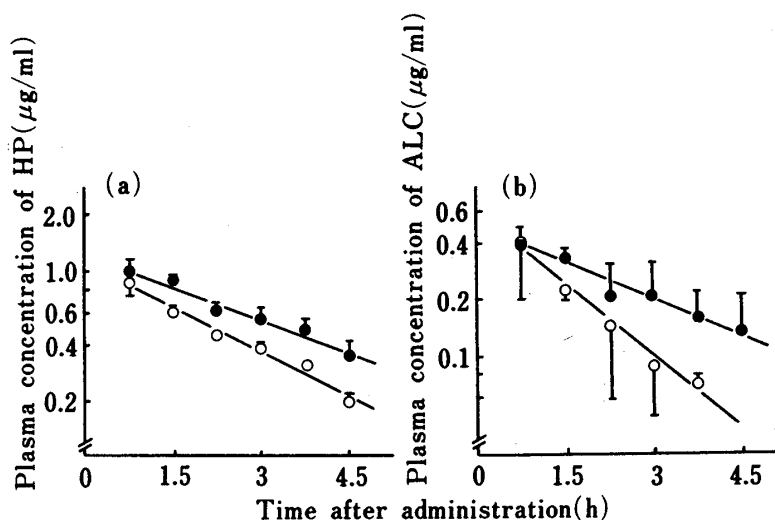 Plasma concentration of HP(μg/ml)
(a)
2.0
1.0
0.6
0.4
0.2
0 1.5 3 4.5
Plasma concentration of ALC(μg/ml)
(b)
0.6
0.4
0.2
0.1
0 1.5 3 4.5
Time after administration(h)